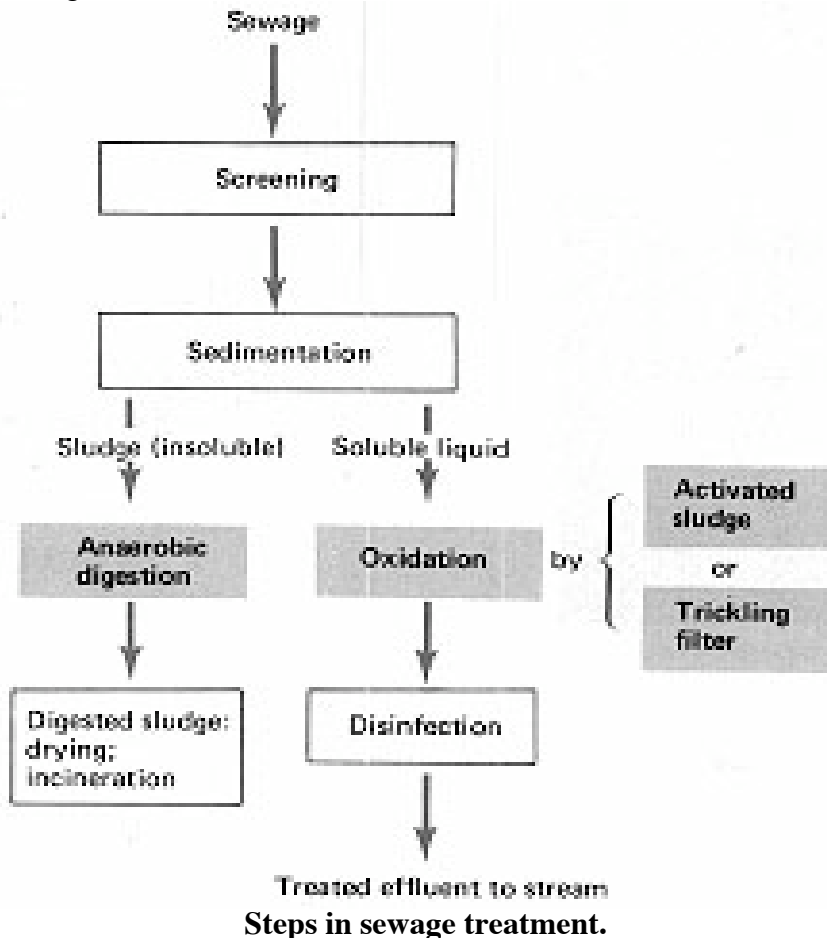 Sewage
Screening
Sedimentation
Sludge (insoluble)
Soluble liquid
Anaerobic
digestion
Oxidation
by
Activated
sludge
or
Trickling
filter
Digested sludge:
drying;
incineration
Disinfection
Treated effluent to stream
Steps in sewage treatment.